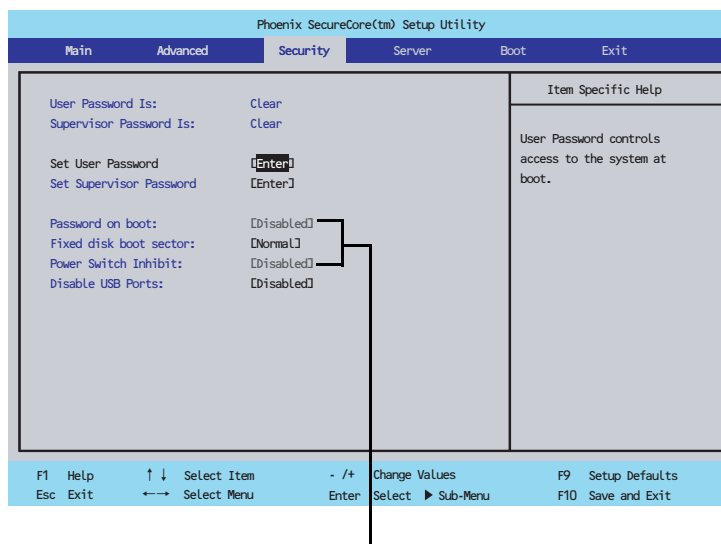 Phoenix SecureCore(tm) Setup Utility
Main Advanced Security Server Boot Exit
Item Specific Help
User Password Is: Clear
Supervisor Password Is: Clear
Set User Password [Enter]
Set Supervisor Password [Enter]
Password on boot: [Disabled]
Fixed disk boot sector: [Normal]
Power Switch Inhibit: [Disabled]
Disable USB Ports: [Disabled]
User Password controls
access to the system at
boot.
F1 Help ↑↓ Select Item - /+ Change Values F9 Setup Defaults
Esc Exit ←→ Select Menu Enter Select ▶ Sub-Menu F10 Save and Exit